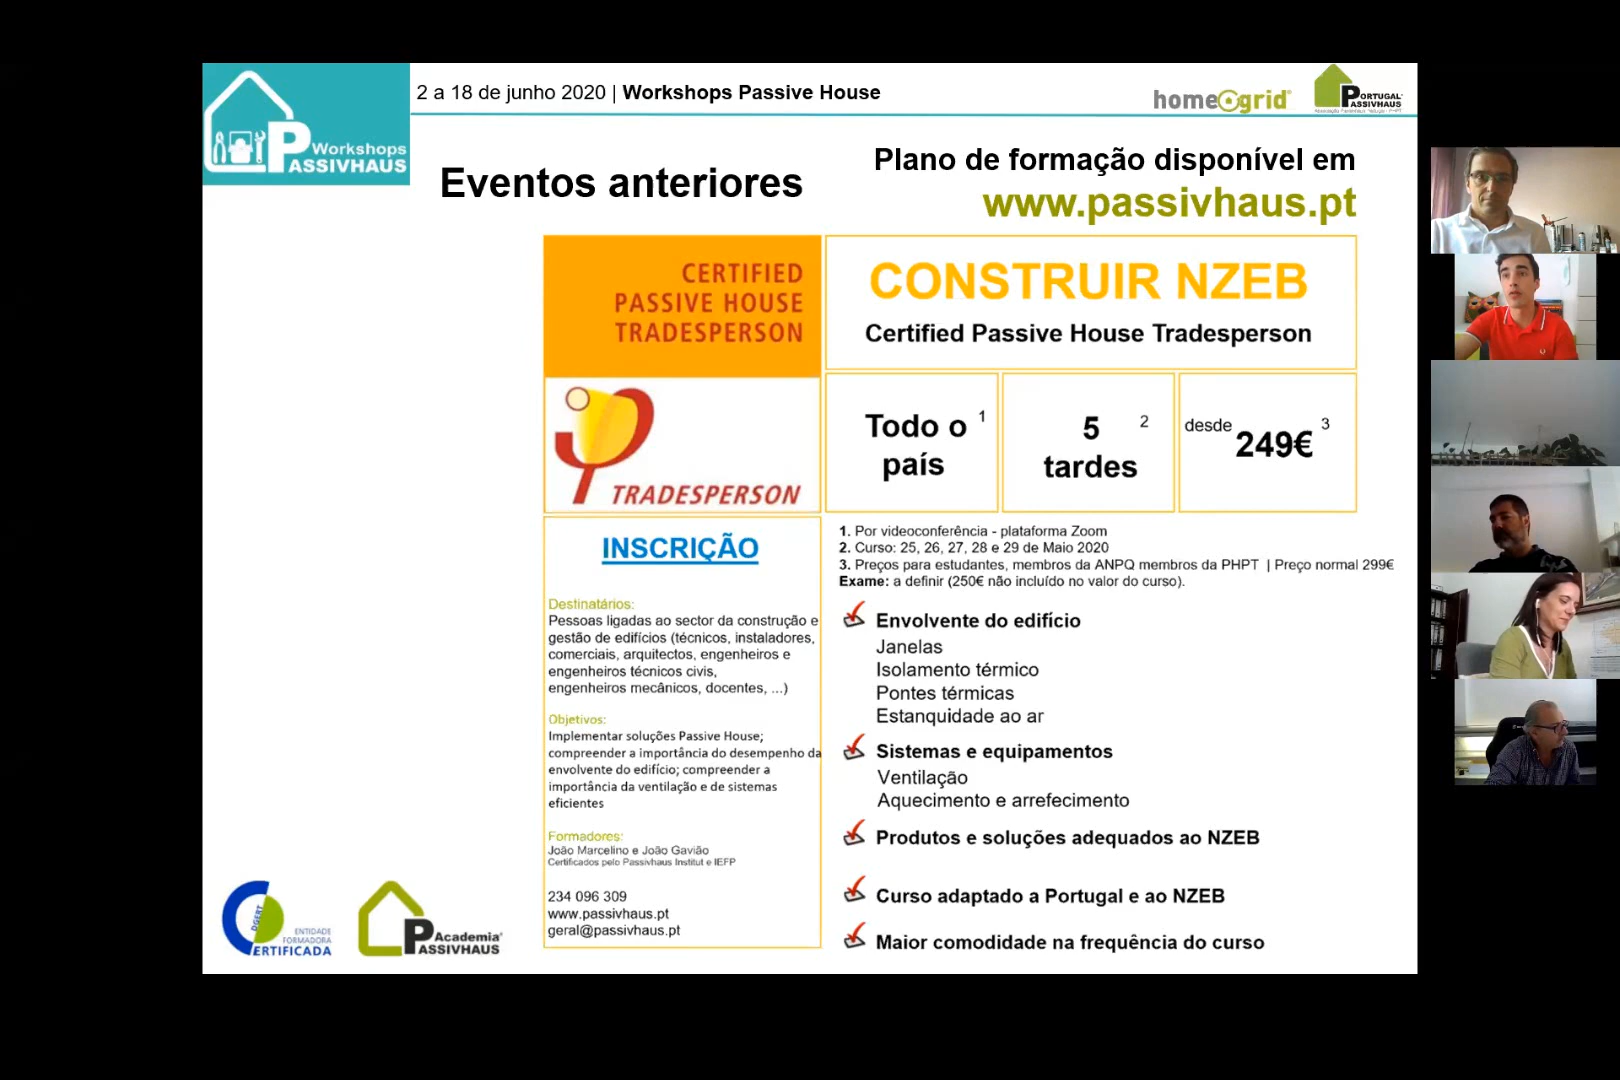 Workshops
PASSIVHAUS
2 a 18 de junho 2020 | Workshops Passive House
homegrid
PORTUGAL
PASSIVHAUS
Eventos anteriores
Plano de formação disponível em
www.passivhaus.pt
CERTIFIED
PASSIVE HOUSE
TRADESPERSON
CONSTRUIR NZEB
Certified Passive House Tradesperson
TRADESPERSON
Todo o 1
país
5 2
tardes
desde 249€ 3
INSCRIÇÃO
Destinatários:
Pessoas ligadas ao sector da construção e
gestão de edifícios (técnicos, instaladores,
comerciais, arquitectos, engenheiros e
engenheiros técnicos civis,
engenheiros mecânicos, docentes, ...)
Objetivos:
Implementar soluções Passive House;
compreender a importância do desempenho da
envolvente do edifício; compreender a
importância da ventilação e de sistemas
eficientes
Formadores:
João Marcelino e João Gavião
Certificados pelo Passivhaus Institut e IEFP
234 096 309
www.passivhaus.pt
geral@passivhaus.pt
1. Por videoconferência - plataforma Zoom
2. Curso: 25, 26, 27, 28 e 29 de Maio 2020
3. Preços para estudantes, membros da ANPQ membros da PHPT | Preço normal 299€
Exame: a definir (250€ não incluído no valor do curso).
Envolvente do edifício
Janelas
Isolamento térmico
Pontes térmicas
Estanquidade ao ar
Sistemas e equipamentos
Ventilação
Aquecimento e arrefecimento
Produtos e soluções adequados ao NZEB
Curso adaptado a Portugal e ao NZEB
Maior comodidade na frequência do curso
DGERT
ENTIDADE
FORMADORA
CERTIFICADA
Academia
PASSIVHAUS